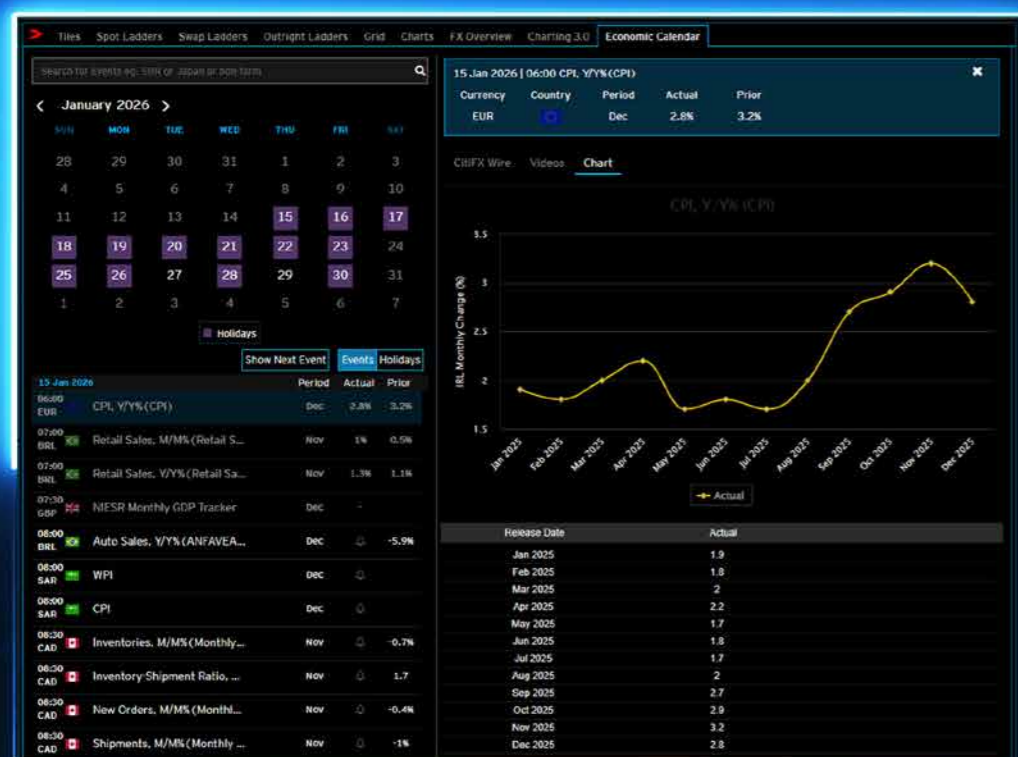 Tiles Spot Ladders Swap Ladders Outright Ladders Grid Charts FX Overview Charting 3.0 Economic Calendar
Search for Events eg. EUR or Japan or non farm
January 2026
SUN MON TUE WED THU FRI SAT
28 29 30 31 1 2 3
4 5 6 7 8 9 10
11 12 13 14 15 16 17
18 19 20 21 22 23 24
25 26 27 28 29 30 31
1 2 3 4 5 6 7
Holidays
Show Next Event Events Holidays
15 Jan 2026 Period Actual Prior
06:00 EUR CPI, Y/Y%(CPI) Dec 2.8% 3.2%
07:00 BRL Retail Sales, M/M%(Retail S... Nov 1% 0.5%
07:00 BRL Retail Sales, Y/Y%(Retail Sa... Nov 1.3% 1.1%
07:30 GBP NIESR Monthly GDP Tracker Dec -
08:00 BRL Auto Sales, Y/Y%(ANFAVEA... Dec -5.9%
08:00 SAR WPI Dec
08:00 SAR CPI Dec
08:30 CAD Inventories, M/M%(Monthly... Nov -0.7%
08:30 CAD Inventory Shipment Ratio, ... Nov 1.7
08:30 CAD New Orders, M/M%(Monthl... Nov -0.4%
08:30 CAD Shipments, M/M%(Monthly ... Nov -1%
15 Jan 2026 | 06:00 CPI, Y/Y%(CPI)
Currency Country Period Actual Prior
EUR Dec 2.8% 3.2%
CitiFX Wire Videos Chart
CPI, Y/Y% (CPI)
IRL Monthly Change (%)
3.5
3
2.5
2
1.5
Jan 2025 Feb 2025 Mar 2025 Apr 2025 May 2025 Jun 2025 Jul 2025 Aug 2025 Sep 2025 Oct 2025 Nov 2025 Dec 2025
Actual
Release Date Actual
Jan 2025 1.9
Feb 2025 1.8
Mar 2025 2
Apr 2025 2.2
May 2025 1.7
Jun 2025 1.8
Jul 2025 1.7
Aug 2025 2
Sep 2025 2.7
Oct 2025 2.9
Nov 2025 3.2
Dec 2025 2.8